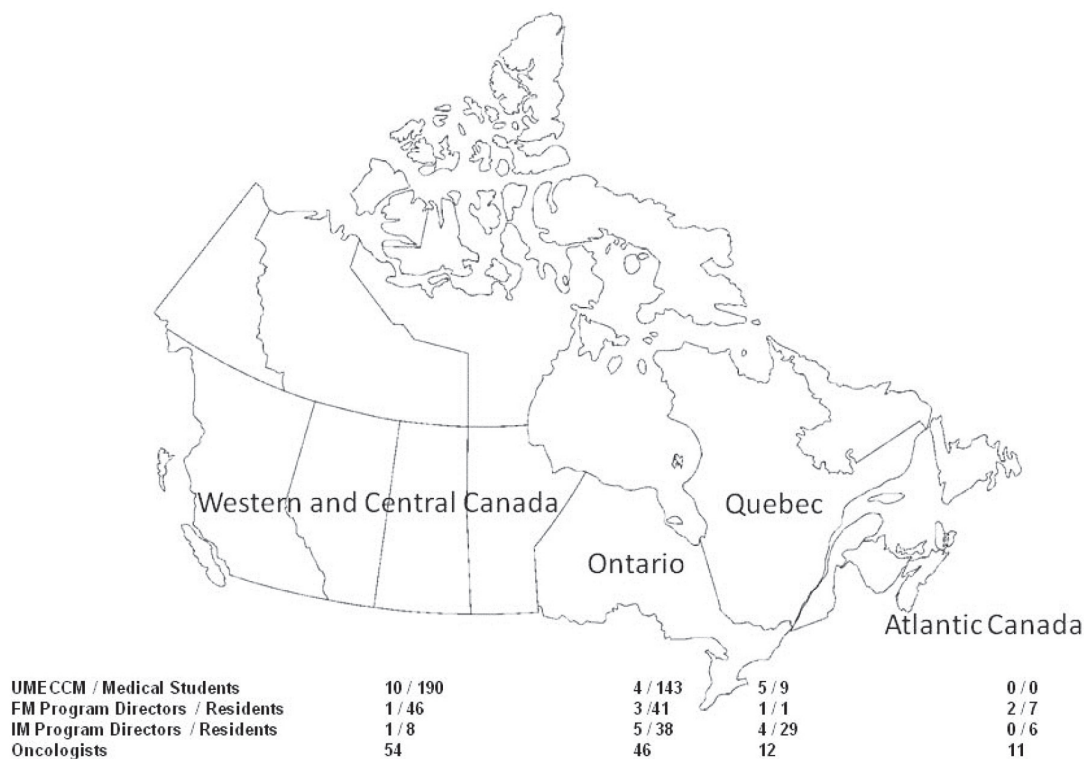 Western and Central Canada
Quebec
Ontario
Atlantic Canada
UMECCM / Medical Students 10 / 190 4 / 143 5 / 9 0 / 0
FM Program Directors / Residents 1 / 46 3 /41 1 / 1 2 / 7
IM Program Directors / Residents 1 / 8 5 / 38 4 / 29 0 / 6
Oncologists 54 46 12 11